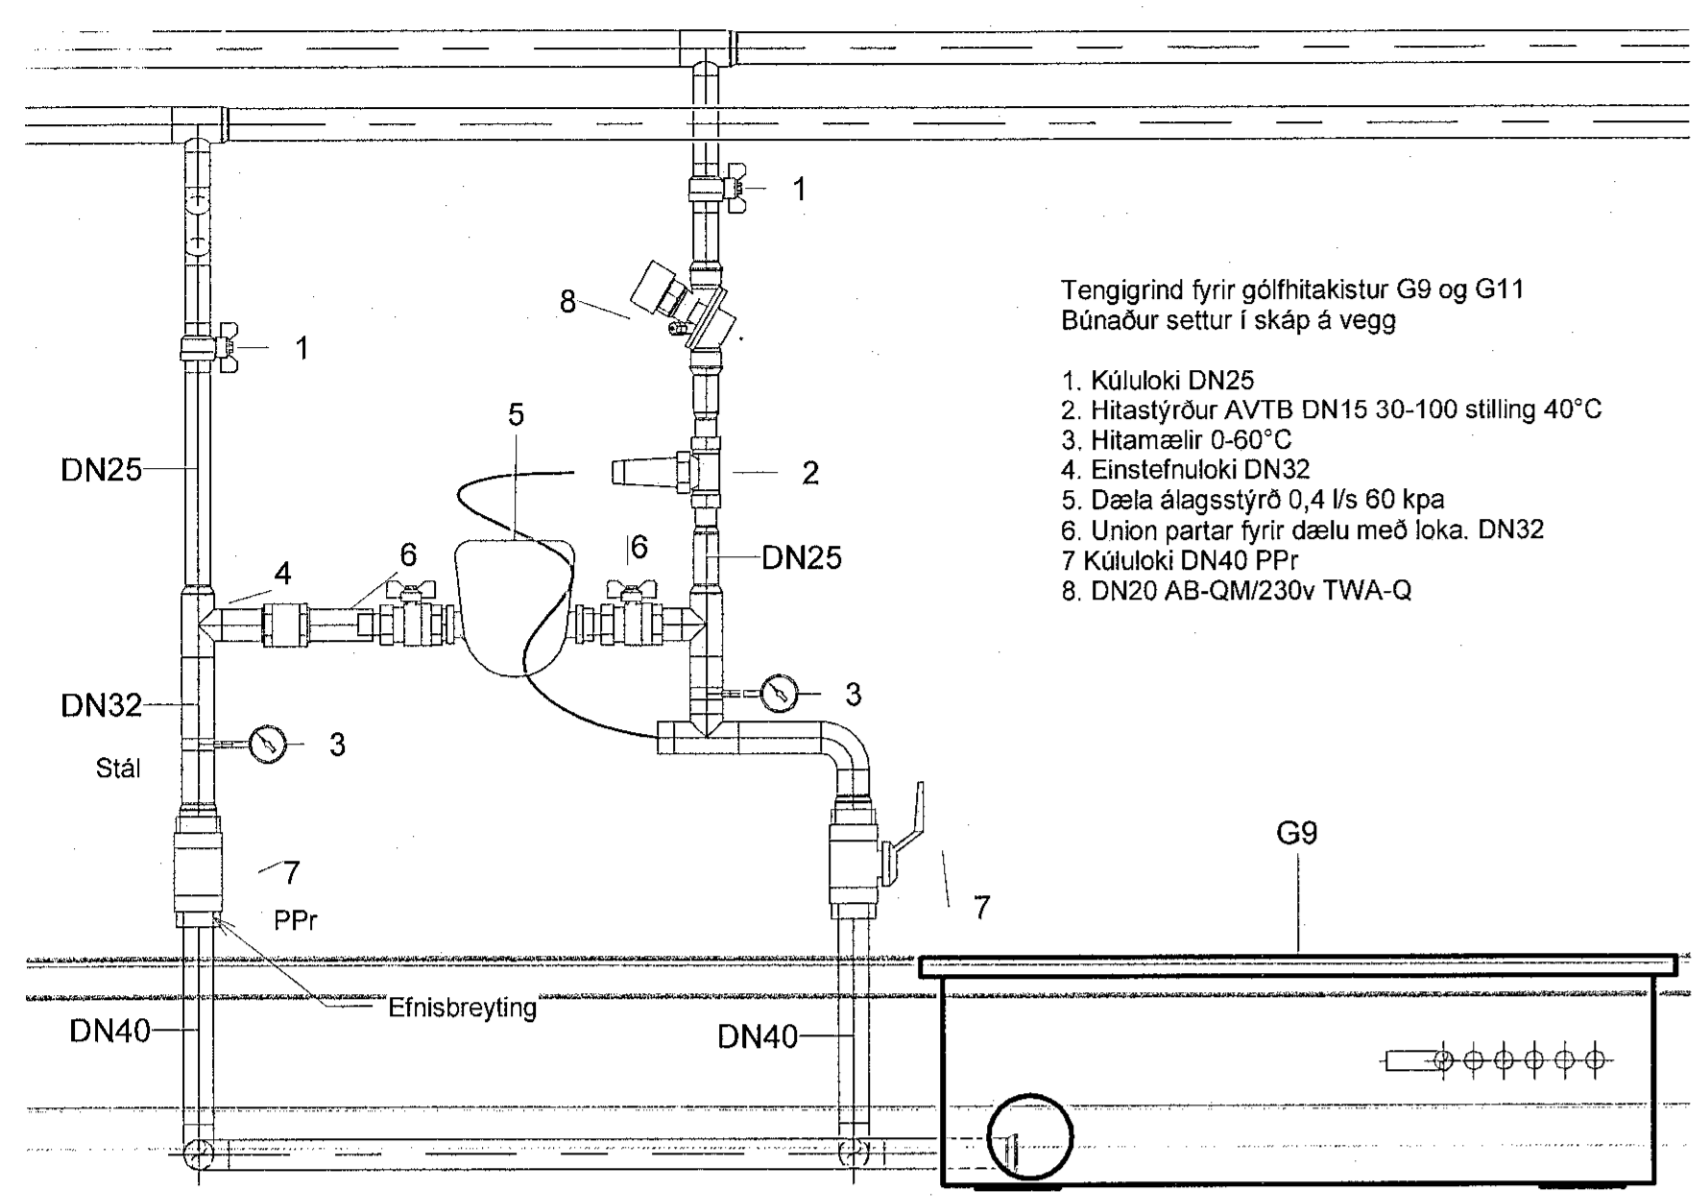 1
8
Tengigrind fyrir gólfhitakistur G9 og G11
Búnaður settur í skáp á vegg
1
1. Kúluloki DN25
2. Hitastýrður AVTB DN15 30-100 stilling 40°C
3. Hitamælir 0-60°C
4. Einstefnuloki DN32
5. Dæla álagsstýrð 0,4 l/s 60 kpa
6. Union partar fyrir dælu með loka. DN32
7 Kúluloki DN40 PPr
8. DN20 AB-QM/230v TWA-Q
5
DN25
2
6
6
DN25
4
DN32
3
3
Stál
G9
7
7
PPr
Efnisbreyting
DN40
DN40